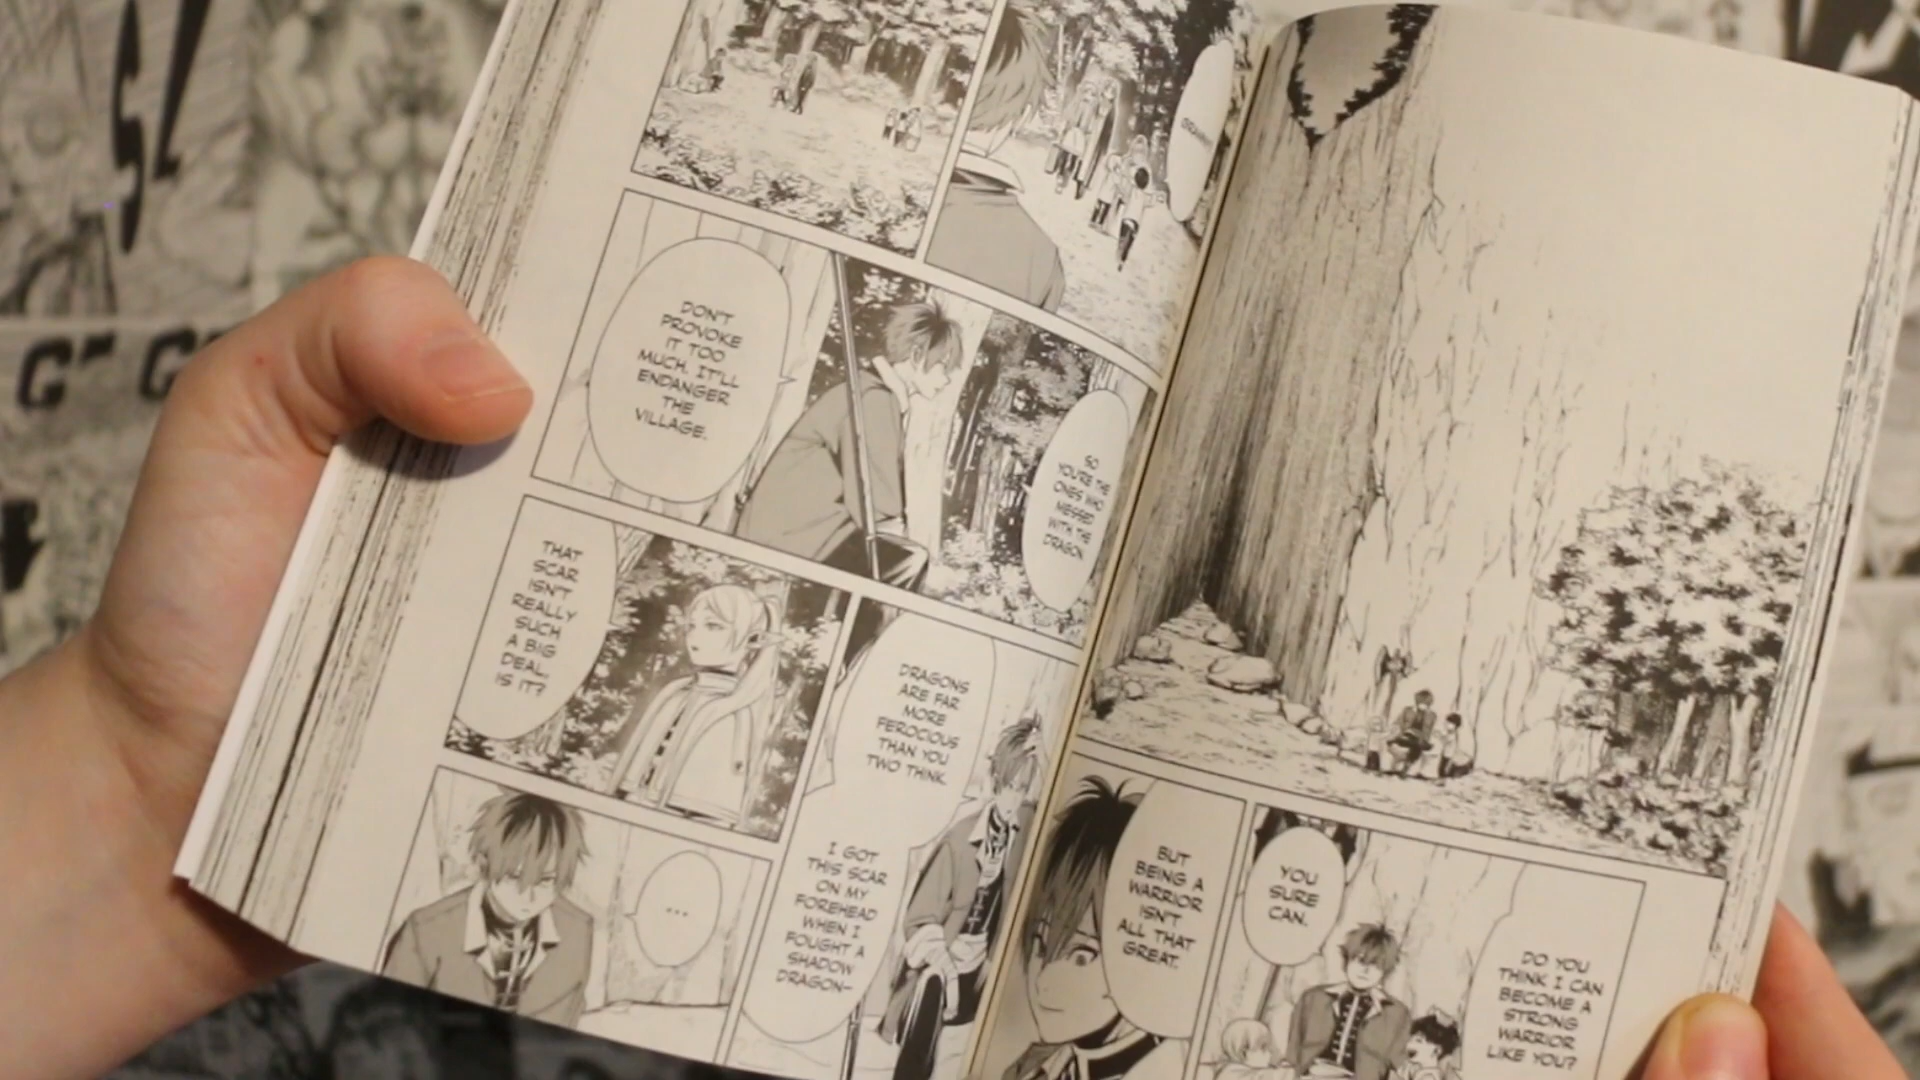 DO YOU
THINK I CAN
BECOME A
STRONG
WARRIOR
LIKE YOU?
YOU
SURE
CAN.
BUT
BEING A
WARRIOR
ISN'T
ALL THAT
GREAT.
SO
YOU'RE THE
ONES WHO
MESSED
WITH THE
DRAGON.
DON'T
PROVOKE
IT TOO
MUCH. IT'LL
ENDANGER
THE
VILLAGE.
DRAGONS
ARE FAR
MORE
FEROCIOUS
THAN YOU
TWO THINK.
I GOT
THIS SCAR
ON MY
FOREHEAD
WHEN I
FOUGHT A
SHADOW
DRAGON—
THAT
SCAR
ISN'T
REALLY
SUCH
A BIG
DEAL,
IS IT?
...